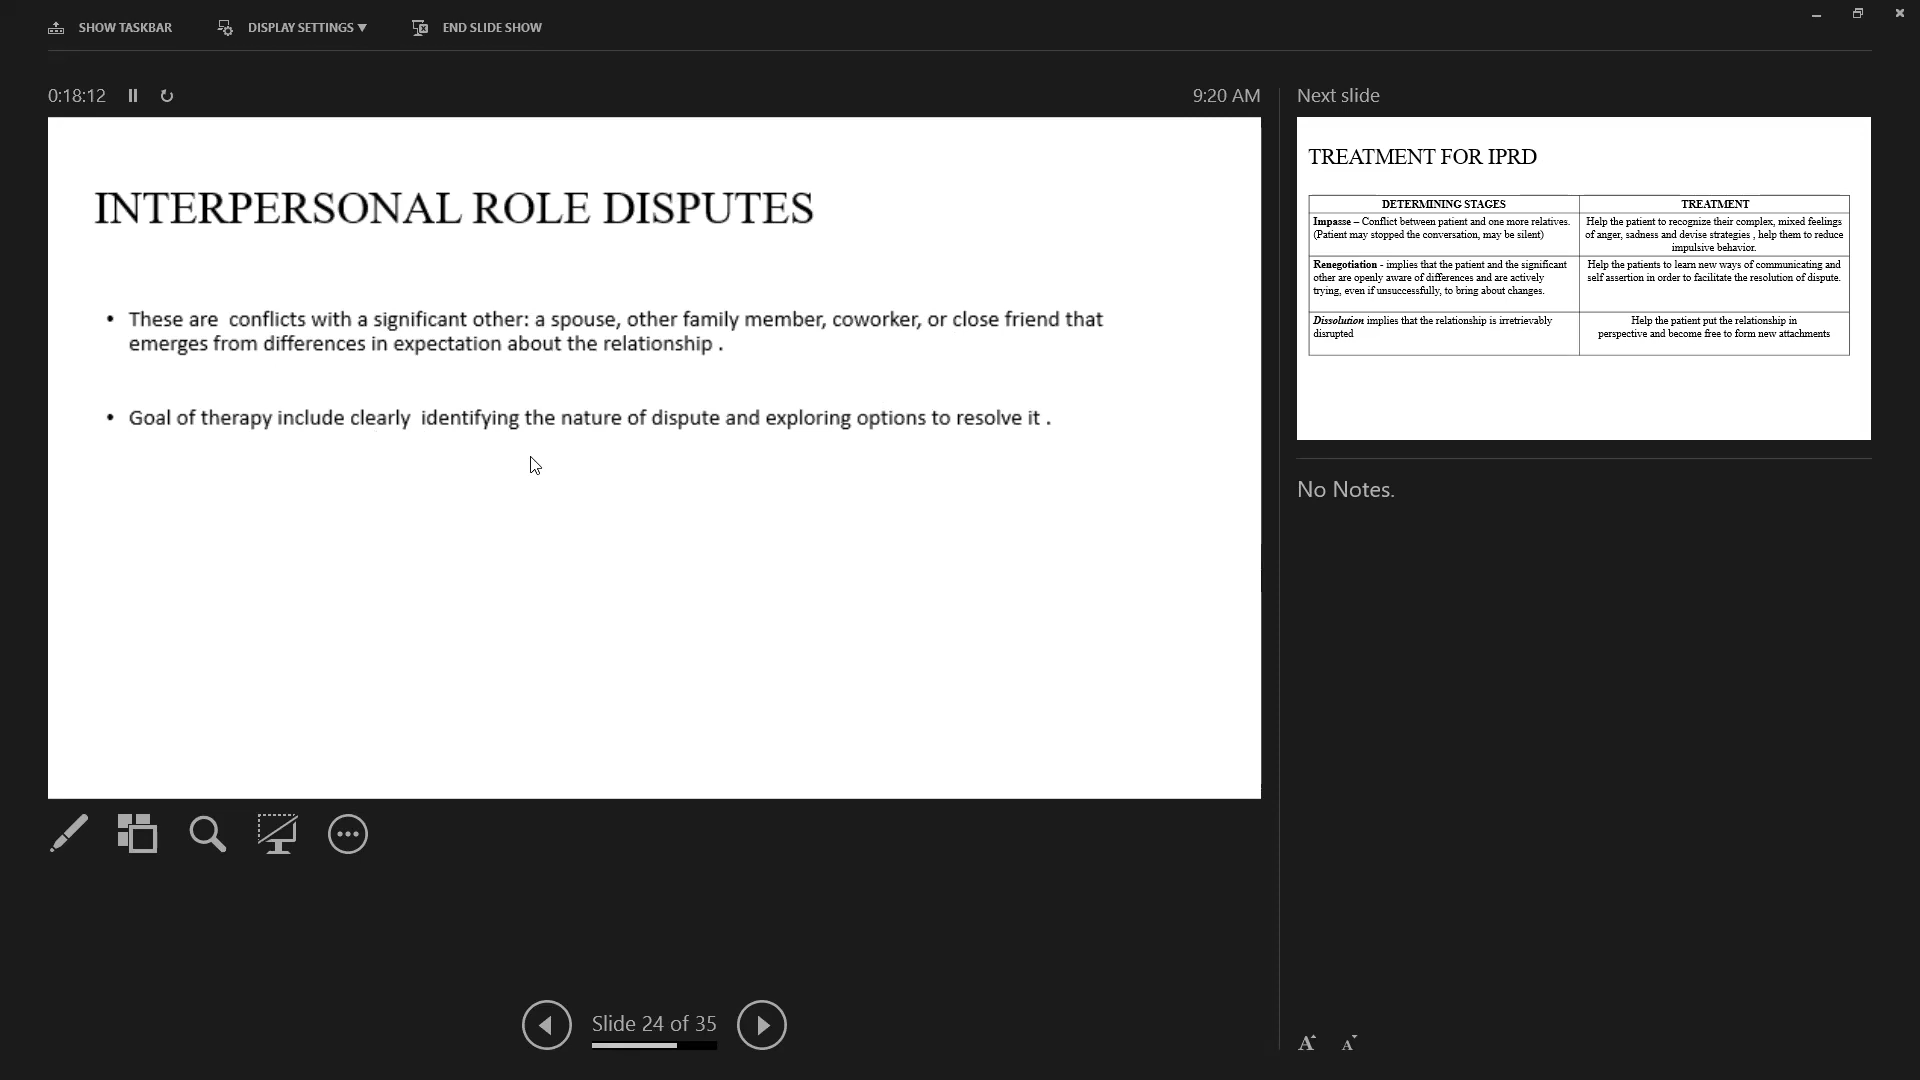 SHOW TASKBAR
DISPLAY SETTINGS
END SLIDE SHOW
0:18:12
9:20 AM
Next slide
INTERPERSONAL ROLE DISPUTES
• These are conflicts with a significant other: a spouse, other family member, coworker, or close friend that
emerges from differences in expectation about the relationship .
• Goal of therapy include clearly identifying the nature of dispute and exploring options to resolve it .
TREATMENT FOR IPRD
DETERMINING STAGES
TREATMENT
Impasse – Conflict between patient and one more relatives.
(Patient may stopped the conversation, may be silent)
Help the patient to recognize their complex, mixed feelings
of anger, sadness and devise strategies , help them to reduce
impulsive behavior.
Renegotiation - implies that the patient and the significant
other are openly aware of differences and are actively
trying, even if unsuccessfully, to bring about changes.
Help the patients to learn new ways of communicating and
self assertion in order to facilitate the resolution of dispute.
Dissolution implies that the relationship is irretrievably
disrupted
Help the patient put the relationship in
perspective and become free to form new attachments
No Notes.
Slide 24 of 35
A A